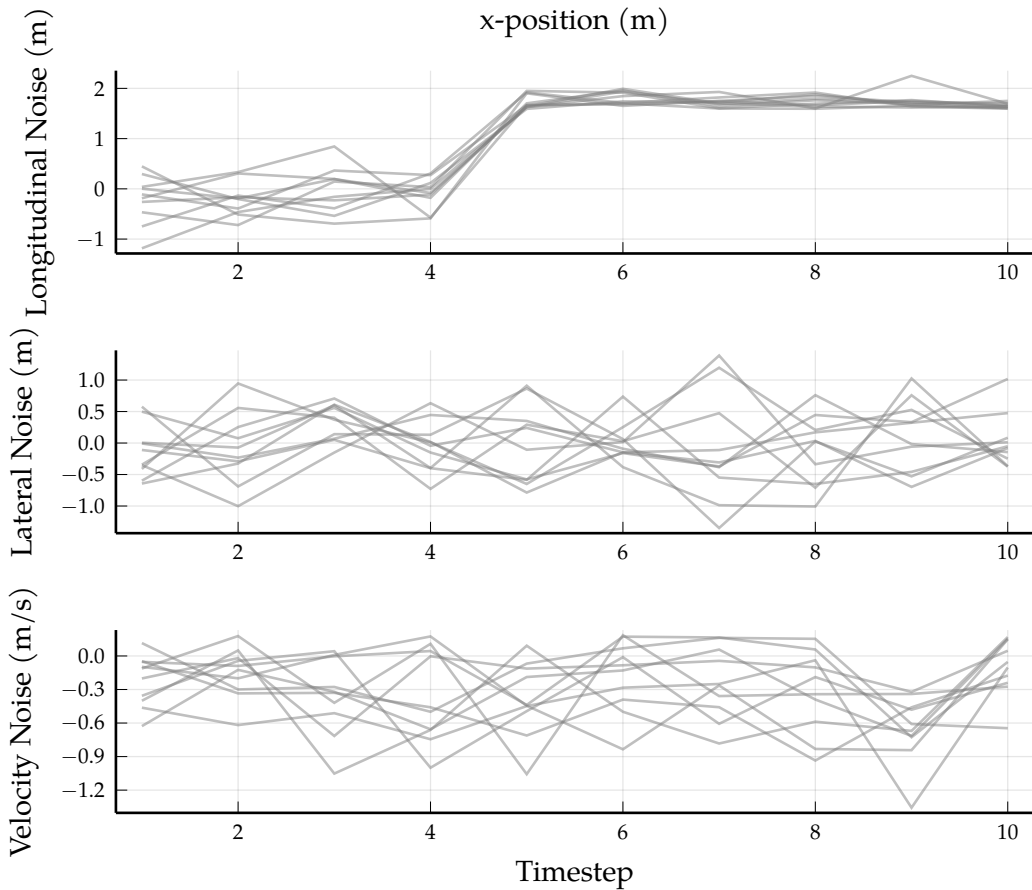 x-position (m)
Longitudinal Noise (m)
2
1
0
−1
2 4 6 8 10
Lateral Noise (m)
1.0
0.5
0.0
−0.5
−1.0
2 4 6 8 10
Velocity Noise (m/s)
0.0
−0.3
−0.6
−0.9
−1.2
2 4 6 8 10
Timestep